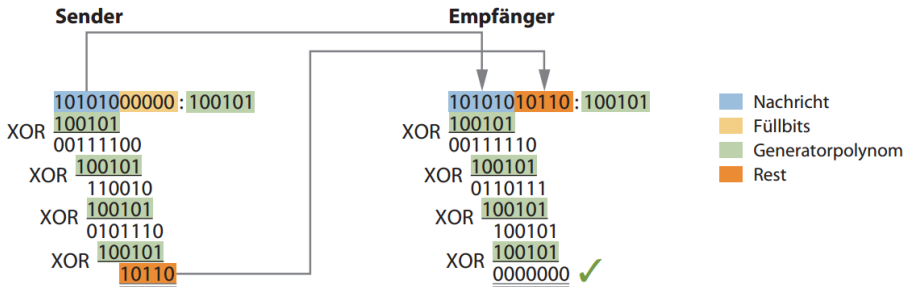 Sender
10101000000:100101
XOR 100101
00111100
XOR 100101
110010
XOR 100101
0101110
XOR 100101
10110
Empfänger
10101010110:100101
XOR 100101
00111110
XOR 100101
0110111
XOR 100101
100101
XOR 100101
0000000 ✓
Nachricht
Füllbits
Generatorpolynom
Rest